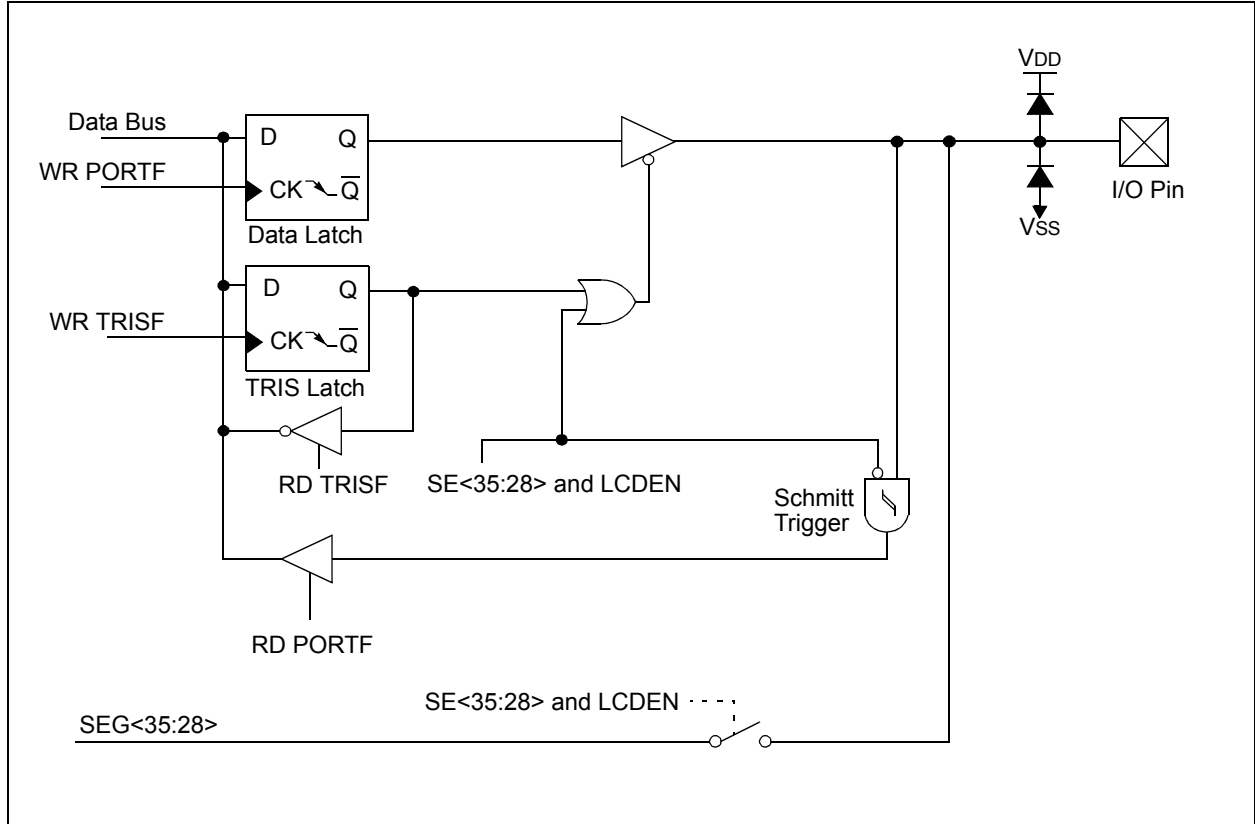 VDD
Data Bus
D Q
WR PORTF
CK Q̅
I/O Pin
Data Latch
VSS
D Q
WR TRISF
CK Q̅
TRIS Latch
RD TRISF
SE<35:28> and LCDEN
Schmitt
Trigger
RD PORTF
SE<35:28> and LCDEN
SEG<35:28>